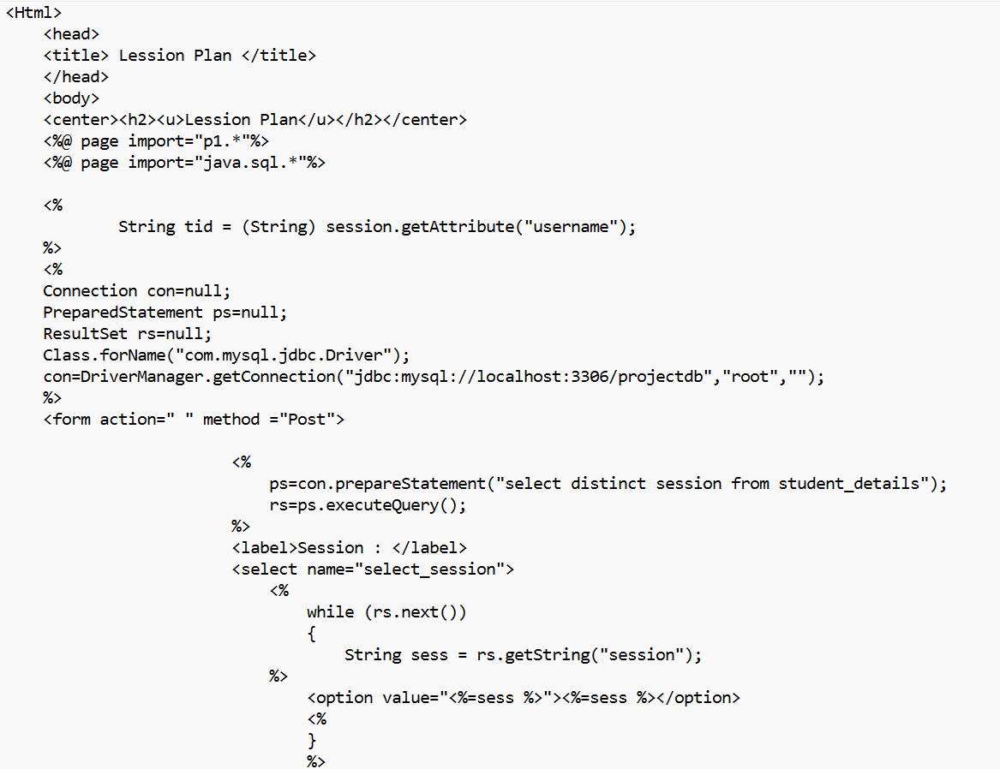 <Html>
<head>
<title> Lession Plan </title>
</head>
<body>
<center><h2><u>Lession Plan</u></h2></center>
<%@ page import="p1.*"%>
<%@ page import="java.sql.*"%>
<%
String tid = (String) session.getAttribute("username");
%>
<%
Connection con=null;
PreparedStatement ps=null;
ResultSet rs=null;
Class.forName("com.mysql.jdbc.Driver");
con=DriverManager.getConnection("jdbc:mysql://localhost:3306/projectdb","root","");
%>
<form action=" " method ="Post">
<%
ps=con.prepareStatement("select distinct session from student_details");
rs=ps.executeQuery();
%>
<label>Session : </label>
<select name="select_session">
<%
while (rs.next())
{
String sess = rs.getString("session");
%>
<option value="<%=sess %>"><%=sess %></option>
<%
}
%>